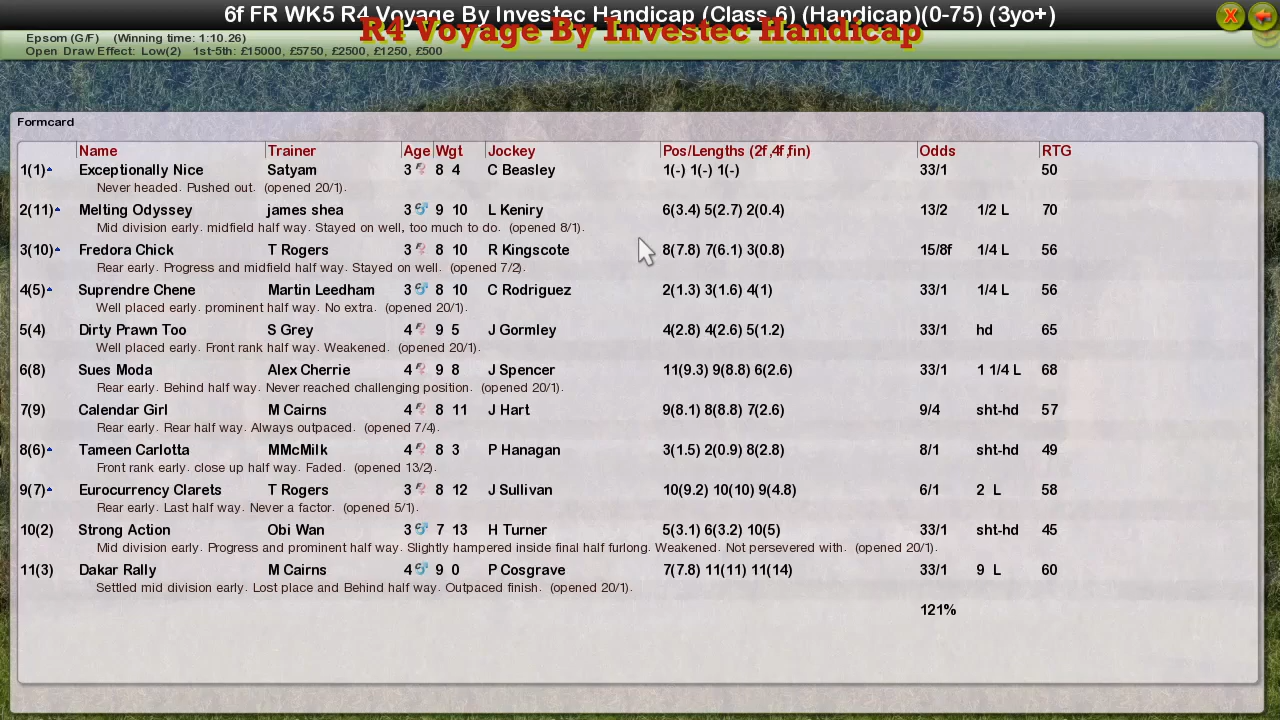 6f FR WK5 R4 Voyage By Investec Handicap (Class 6) (Handicap)(0-75) (3yo+)
R4 Voyage By Investec Handicap
Epsom (G/F) (Winning time: 1:10.26)
Open Draw Effect: Low(2) 1st-5th: £15000, £5750, £2500, £1250, £500
Formcard
Name Trainer Age Wgt Jockey Pos/Lengths (2f,4f,fin) Odds RTG
1(1) Exceptionally Nice Satyam 3 8 4 C Beasley 1(-) 1(-) 1(-) 33/1 50
Never headed. Pushed out. (opened 20/1).
2(11) Melting Odyssey james shea 3 9 10 L Keniry 6(3.4) 5(2.7) 2(0.4) 13/2 1/2 L 70
Mid division early. midfield half way. Stayed on well, too much to do. (opened 8/1).
3(10) Fredora Chick T Rogers 3 8 10 R Kingscote 8(7.8) 7(6.1) 3(0.8) 15/8f 1/4 L 56
Rear early. Progress and midfield half way. Stayed on well. (opened 7/2).
4(5) Suprendre Chene Martin Leedham 3 8 10 C Rodriguez 2(1.3) 3(1.6) 4(1) 33/1 1/4 L 56
Well placed early. prominent half way. No extra. (opened 20/1).
5(4) Dirty Prawn Too S Grey 4 9 5 J Gormley 4(2.8) 4(2.6) 5(1.2) 33/1 hd 65
Well placed early. Front rank half way. Weakened. (opened 20/1).
6(8) Sues Moda Alex Cherrie 4 9 8 J Spencer 11(9.3) 9(8.8) 6(2.6) 33/1 1 1/4 L 68
Rear early. Behind half way. Never reached challenging position. (opened 20/1).
7(9) Calendar Girl M Cairns 4 8 11 J Hart 9(8.1) 8(8.8) 7(2.6) 9/4 sht-hd 57
Rear early. Rear half way. Always outpaced. (opened 7/4).
8(6) Tameen Carlotta MMcMilk 4 8 3 P Hanagan 3(1.5) 2(0.9) 8(2.8) 8/1 sht-hd 49
Front rank early. close up half way. Faded. (opened 13/2).
9(7) Eurocurrency Clarets T Rogers 3 8 12 J Sullivan 10(9.2) 10(10) 9(4.8) 6/1 2 L 58
Rear early. Last half way. Never a factor. (opened 5/1).
10(2) Strong Action Obi Wan 3 7 13 H Turner 5(3.1) 6(3.2) 10(5) 33/1 sht-hd 45
Mid division early. Progress and prominent half way. Slightly hampered inside final half furlong. Weakened. Not persevered with. (opened 20/1).
11(3) Dakar Rally M Cairns 4 9 0 P Cosgrave 7(7.8) 11(11) 11(14) 33/1 9 L 60
Settled mid division early. Lost place and Behind half way. Outpaced finish. (opened 20/1).
121%